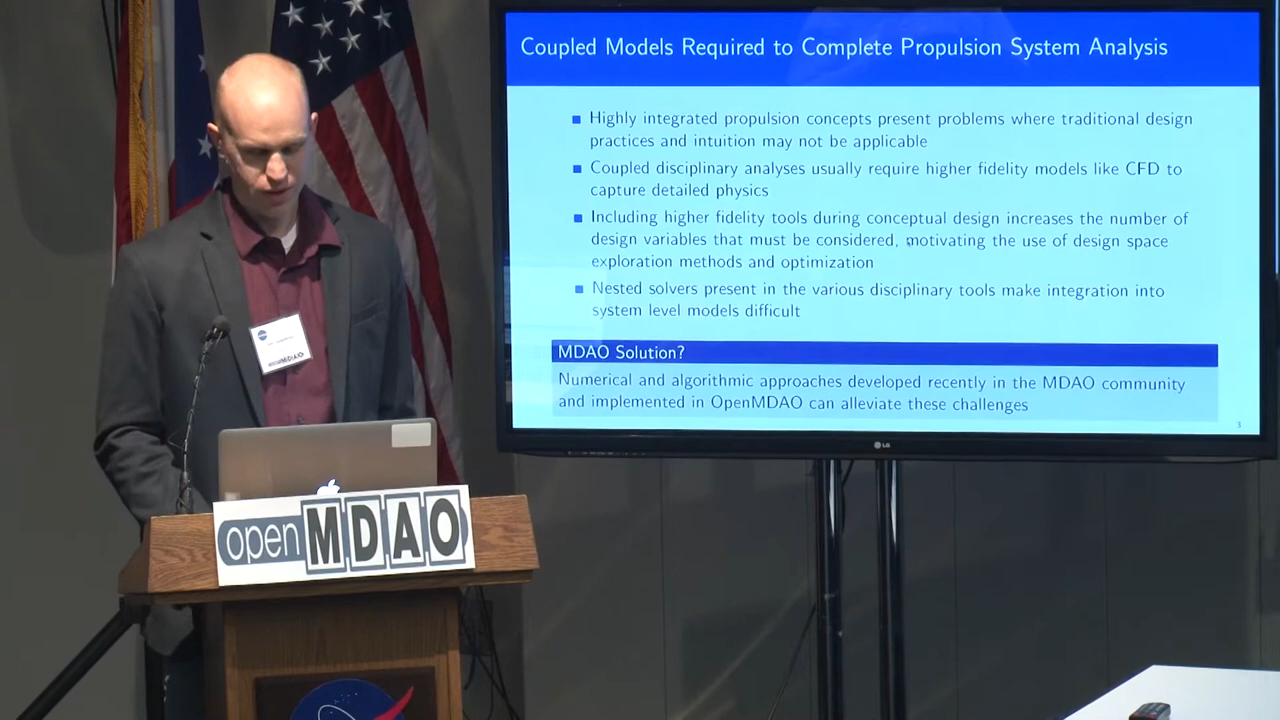 Coupled Models Required to Complete Propulsion System Analysis
Highly integrated propulsion concepts present problems where traditional design
practices and intuition may not be applicable
Coupled disciplinary analyses usually require higher fidelity models like CFD to
capture detailed physics
Including higher fidelity tools during conceptual design increases the number of
design variables that must be considered, motivating the use of design space
exploration methods and optimization
Nested solvers present in the various disciplinary tools make integration into
system level models difficult
MDAO Solution?
Numerical and algorithmic approaches developed recently in the MDAO community
and implemented in OpenMDAO can alleviate these challenges
3
LG
openMDAO